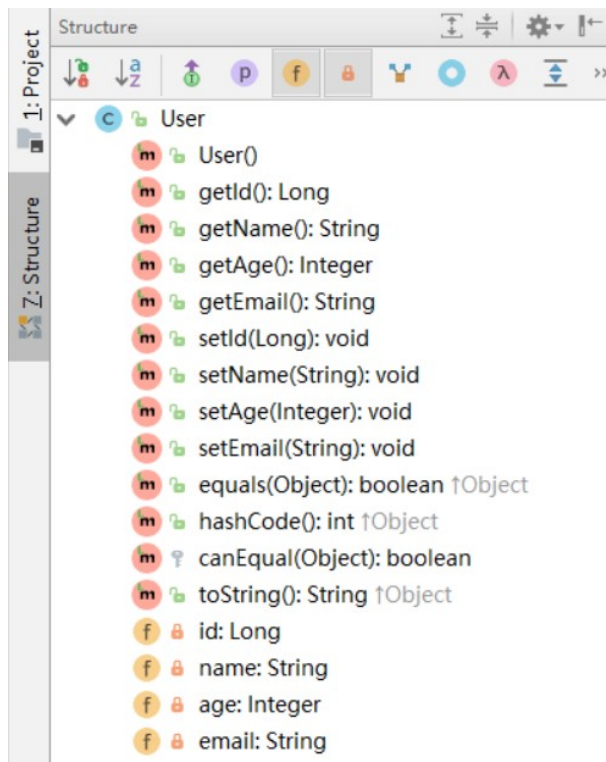 Structure
1: Project
7: Structure
User
User()
getId(): Long
getName(): String
getAge(): Integer
getEmail(): String
setId(Long): void
setName(String): void
setAge(Integer): void
setEmail(String): void
equals(Object): boolean ↑Object
hashCode(): int ↑Object
canEqual(Object): boolean
toString(): String ↑Object
id: Long
name: String
age: Integer
email: String